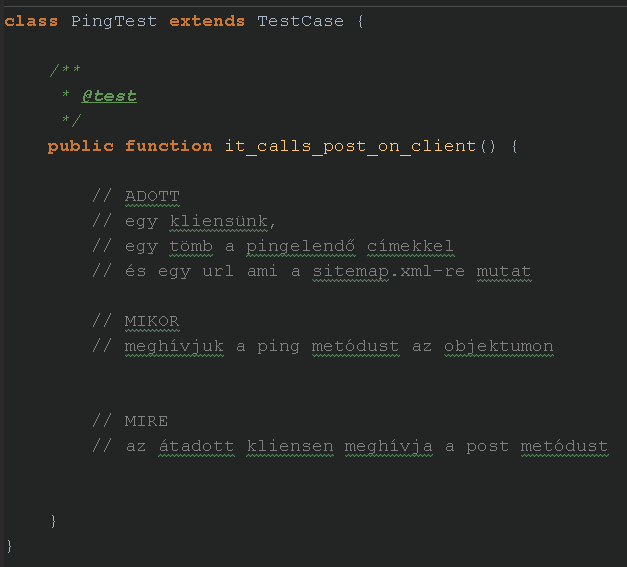 class PingTest extends TestCase {
/**
* @test
*/
public function it_calls_post_on_client() {
// ADOTT
// egy kliensünk,
// egy tömb a pingelendő címekkel
// és egy url ami a sitemap.xml-re mutat
// MIKOR
// meghívjuk a ping metódust az objektumon
// MIRE
// az átadott kliensen meghívja a post metódust
}
}